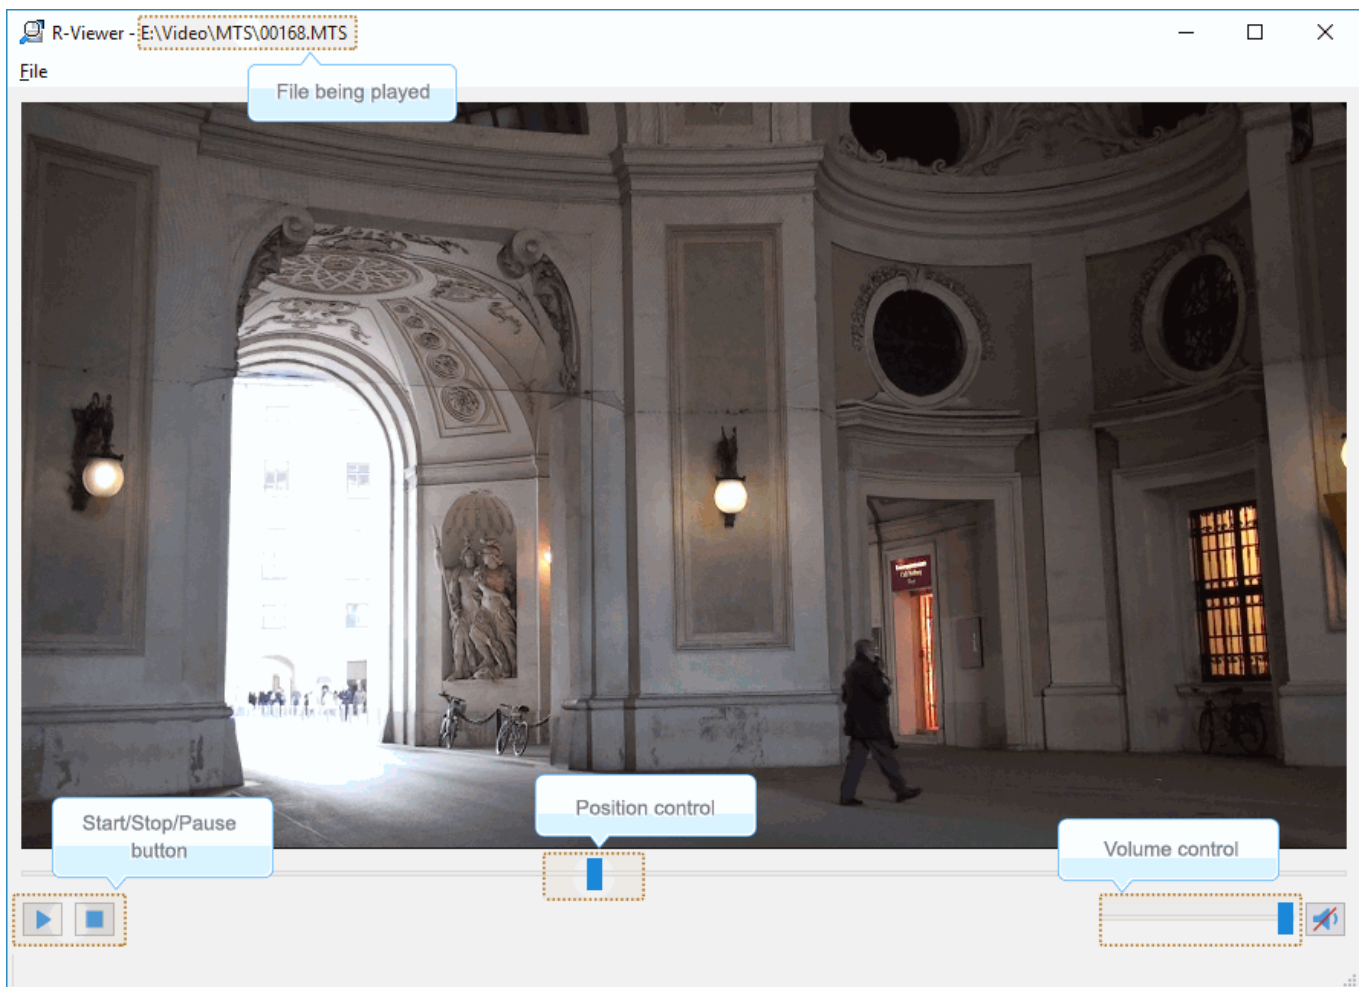 R-Viewer - E:\Video\MTS\00168.MTS
File
File being played
Start/Stop/Pause
button
Position control
Volume control